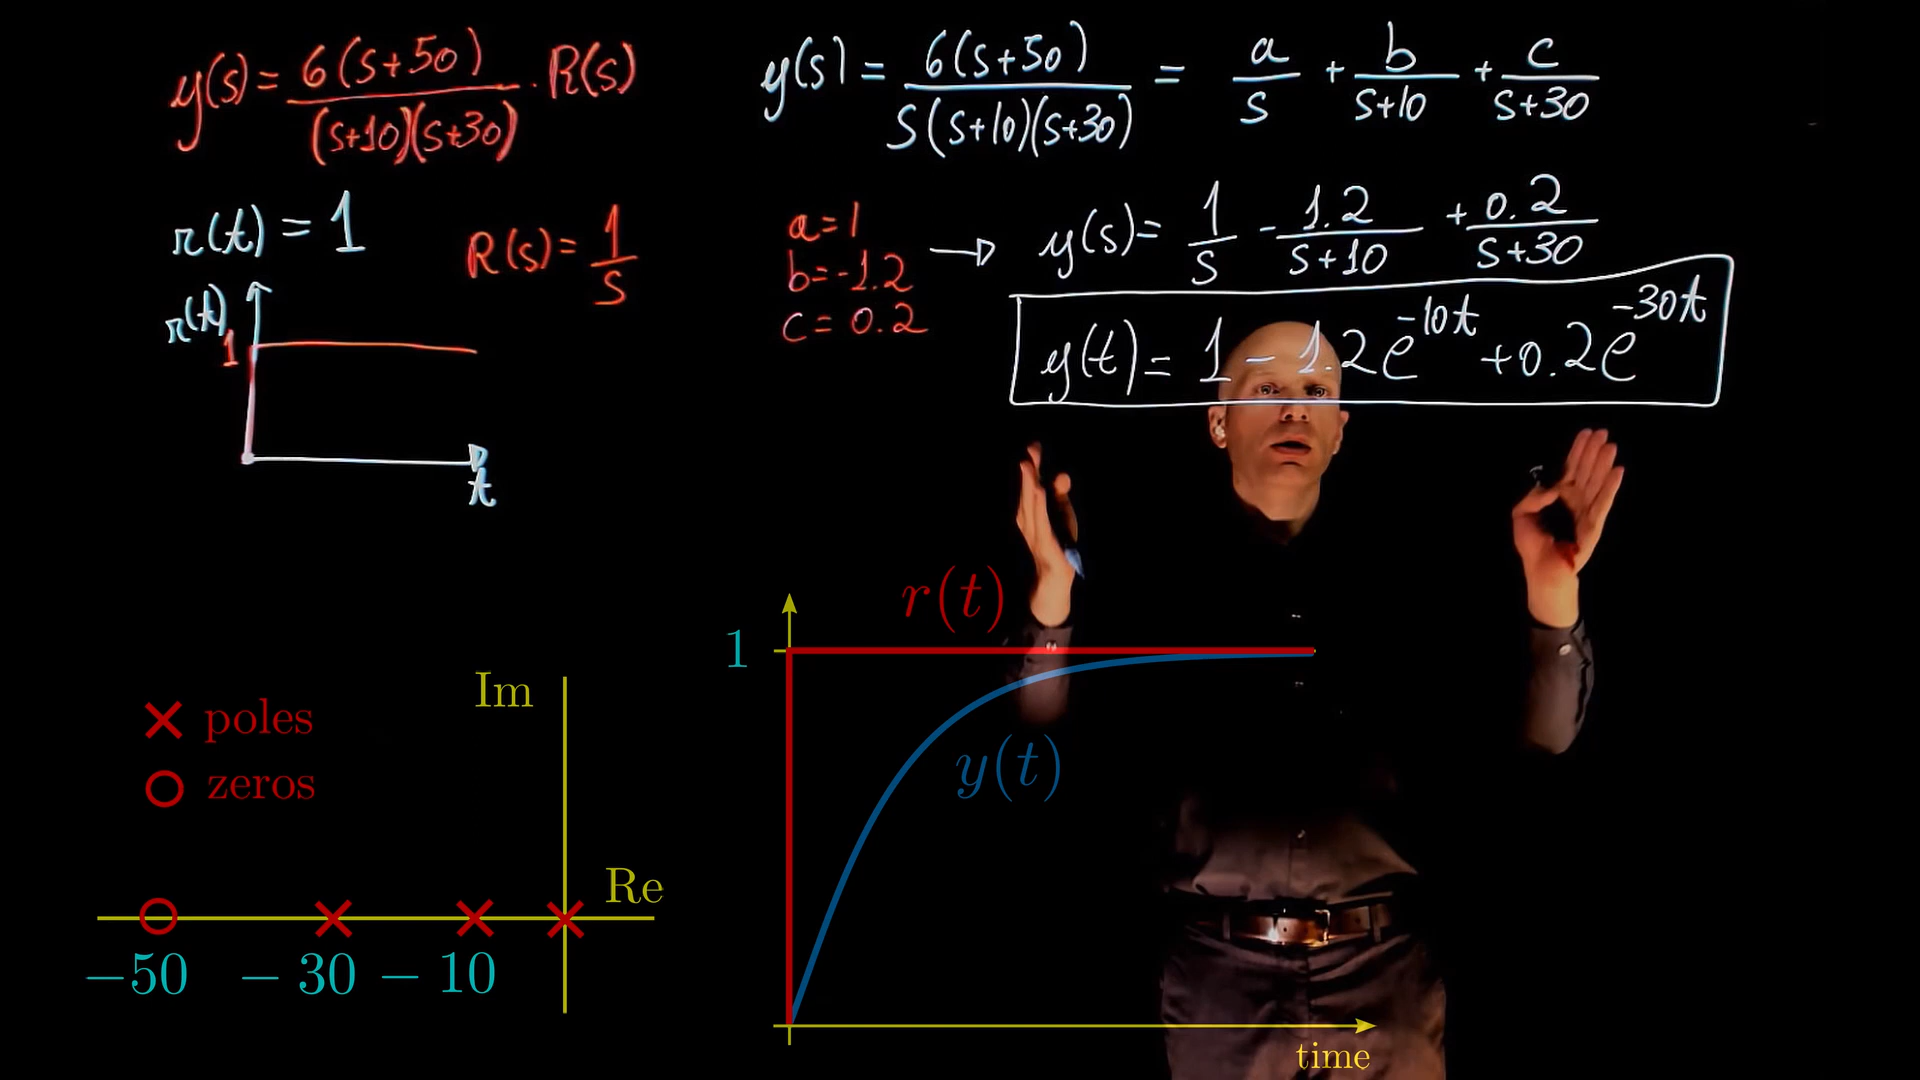 y(s) = 6(s+50) / (s+10)(s+30) · R(s)
r(t) = 1
R(s) = 1/s
r(t)
1
t
y(s) = 6(s+50) / s(s+10)(s+30) = a/s + b/(s+10) + c/(s+30)
a = 1
b = -1.2
c = 0.2
→ y(s) = 1/s - 1.2/(s+10) + 0.2/(s+30)
y(t) = 1 - 1.2e^{-10t} + 0.2e^{-30t}
× poles
○ zeros
Im
Re
−50 −30 −10
r(t)
1
y(t)
time